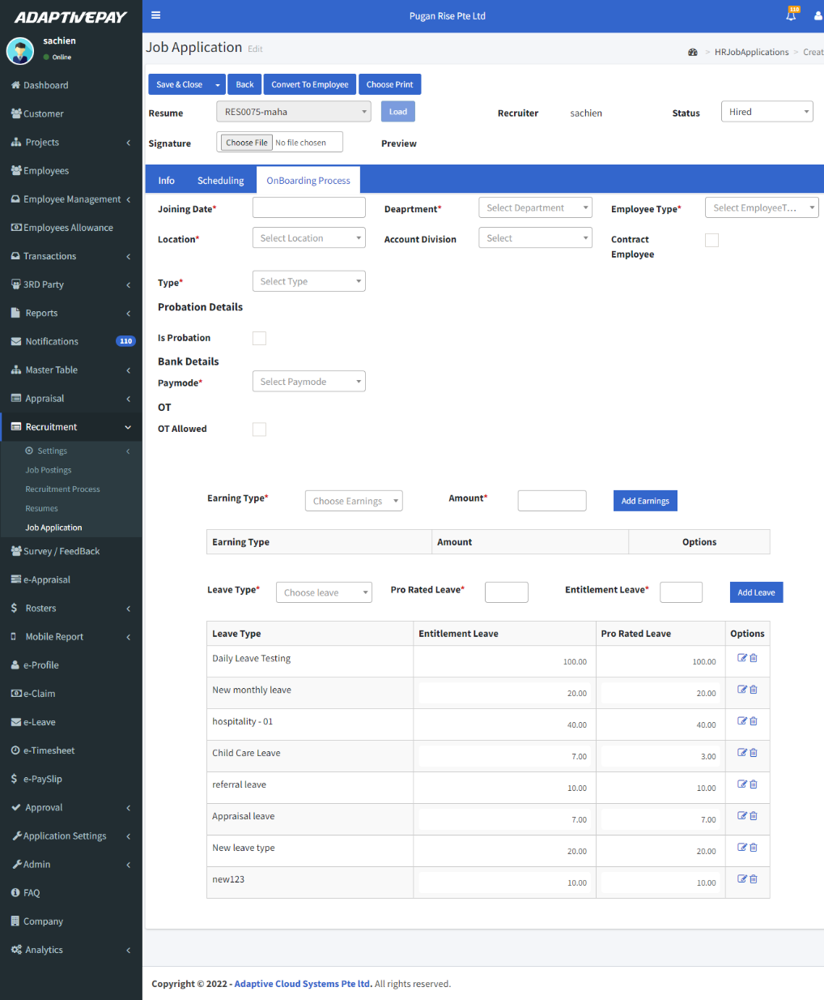 ADAPTIVEPAY
sachien
Online
Dashboard
Customer
Projects
Employees
Employee Management
Employees Allowance
Transactions
3RD Party
Reports
Notifications 110
Master Table
Appraisal
Recruitment
Settings
Job Postings
Recruitment Process
Resumes
Job Application
Survey / FeedBack
e-Appraisal
Rosters
Mobile Report
e-Profile
e-Claim
e-Leave
e-Timesheet
e-PaySlip
Approval
Application Settings
Admin
FAQ
Company
Analytics
Pugan Rise Pte Ltd 110
Job Application Edit
> HRJobApplications > Creat
Save & Close Back Convert To Employee Choose Print
Resume RES0075-maha Load Recruiter sachien Status Hired
Signature Choose File No file chosen Preview
Info Scheduling OnBoarding Process
Joining Date* Deaprtment* Select Department Employee Type* Select EmployeeT...
Location* Select Location Account Division Select Contract
Employee
Type* Select Type
Probation Details
Is Probation
Bank Details
Paymode* Select Paymode
OT
OT Allowed
Earning Type* Choose Earnings Amount* Add Earnings
Earning Type Amount Options
Leave Type* Choose leave Pro Rated Leave* Entitlement Leave* Add Leave
Leave Type Entitlement Leave Pro Rated Leave Options
Daily Leave Testing 100.00 100.00
New monthly leave 20.00 20.00
hospitality - 01 40.00 40.00
Child Care Leave 7.00 3.00
referral leave 10.00 10.00
Appraisal leave 7.00 7.00
New leave type 20.00 20.00
new123 10.00 10.00
Copyright © 2022 - Adaptive Cloud Systems Pte ltd. All rights reserved.